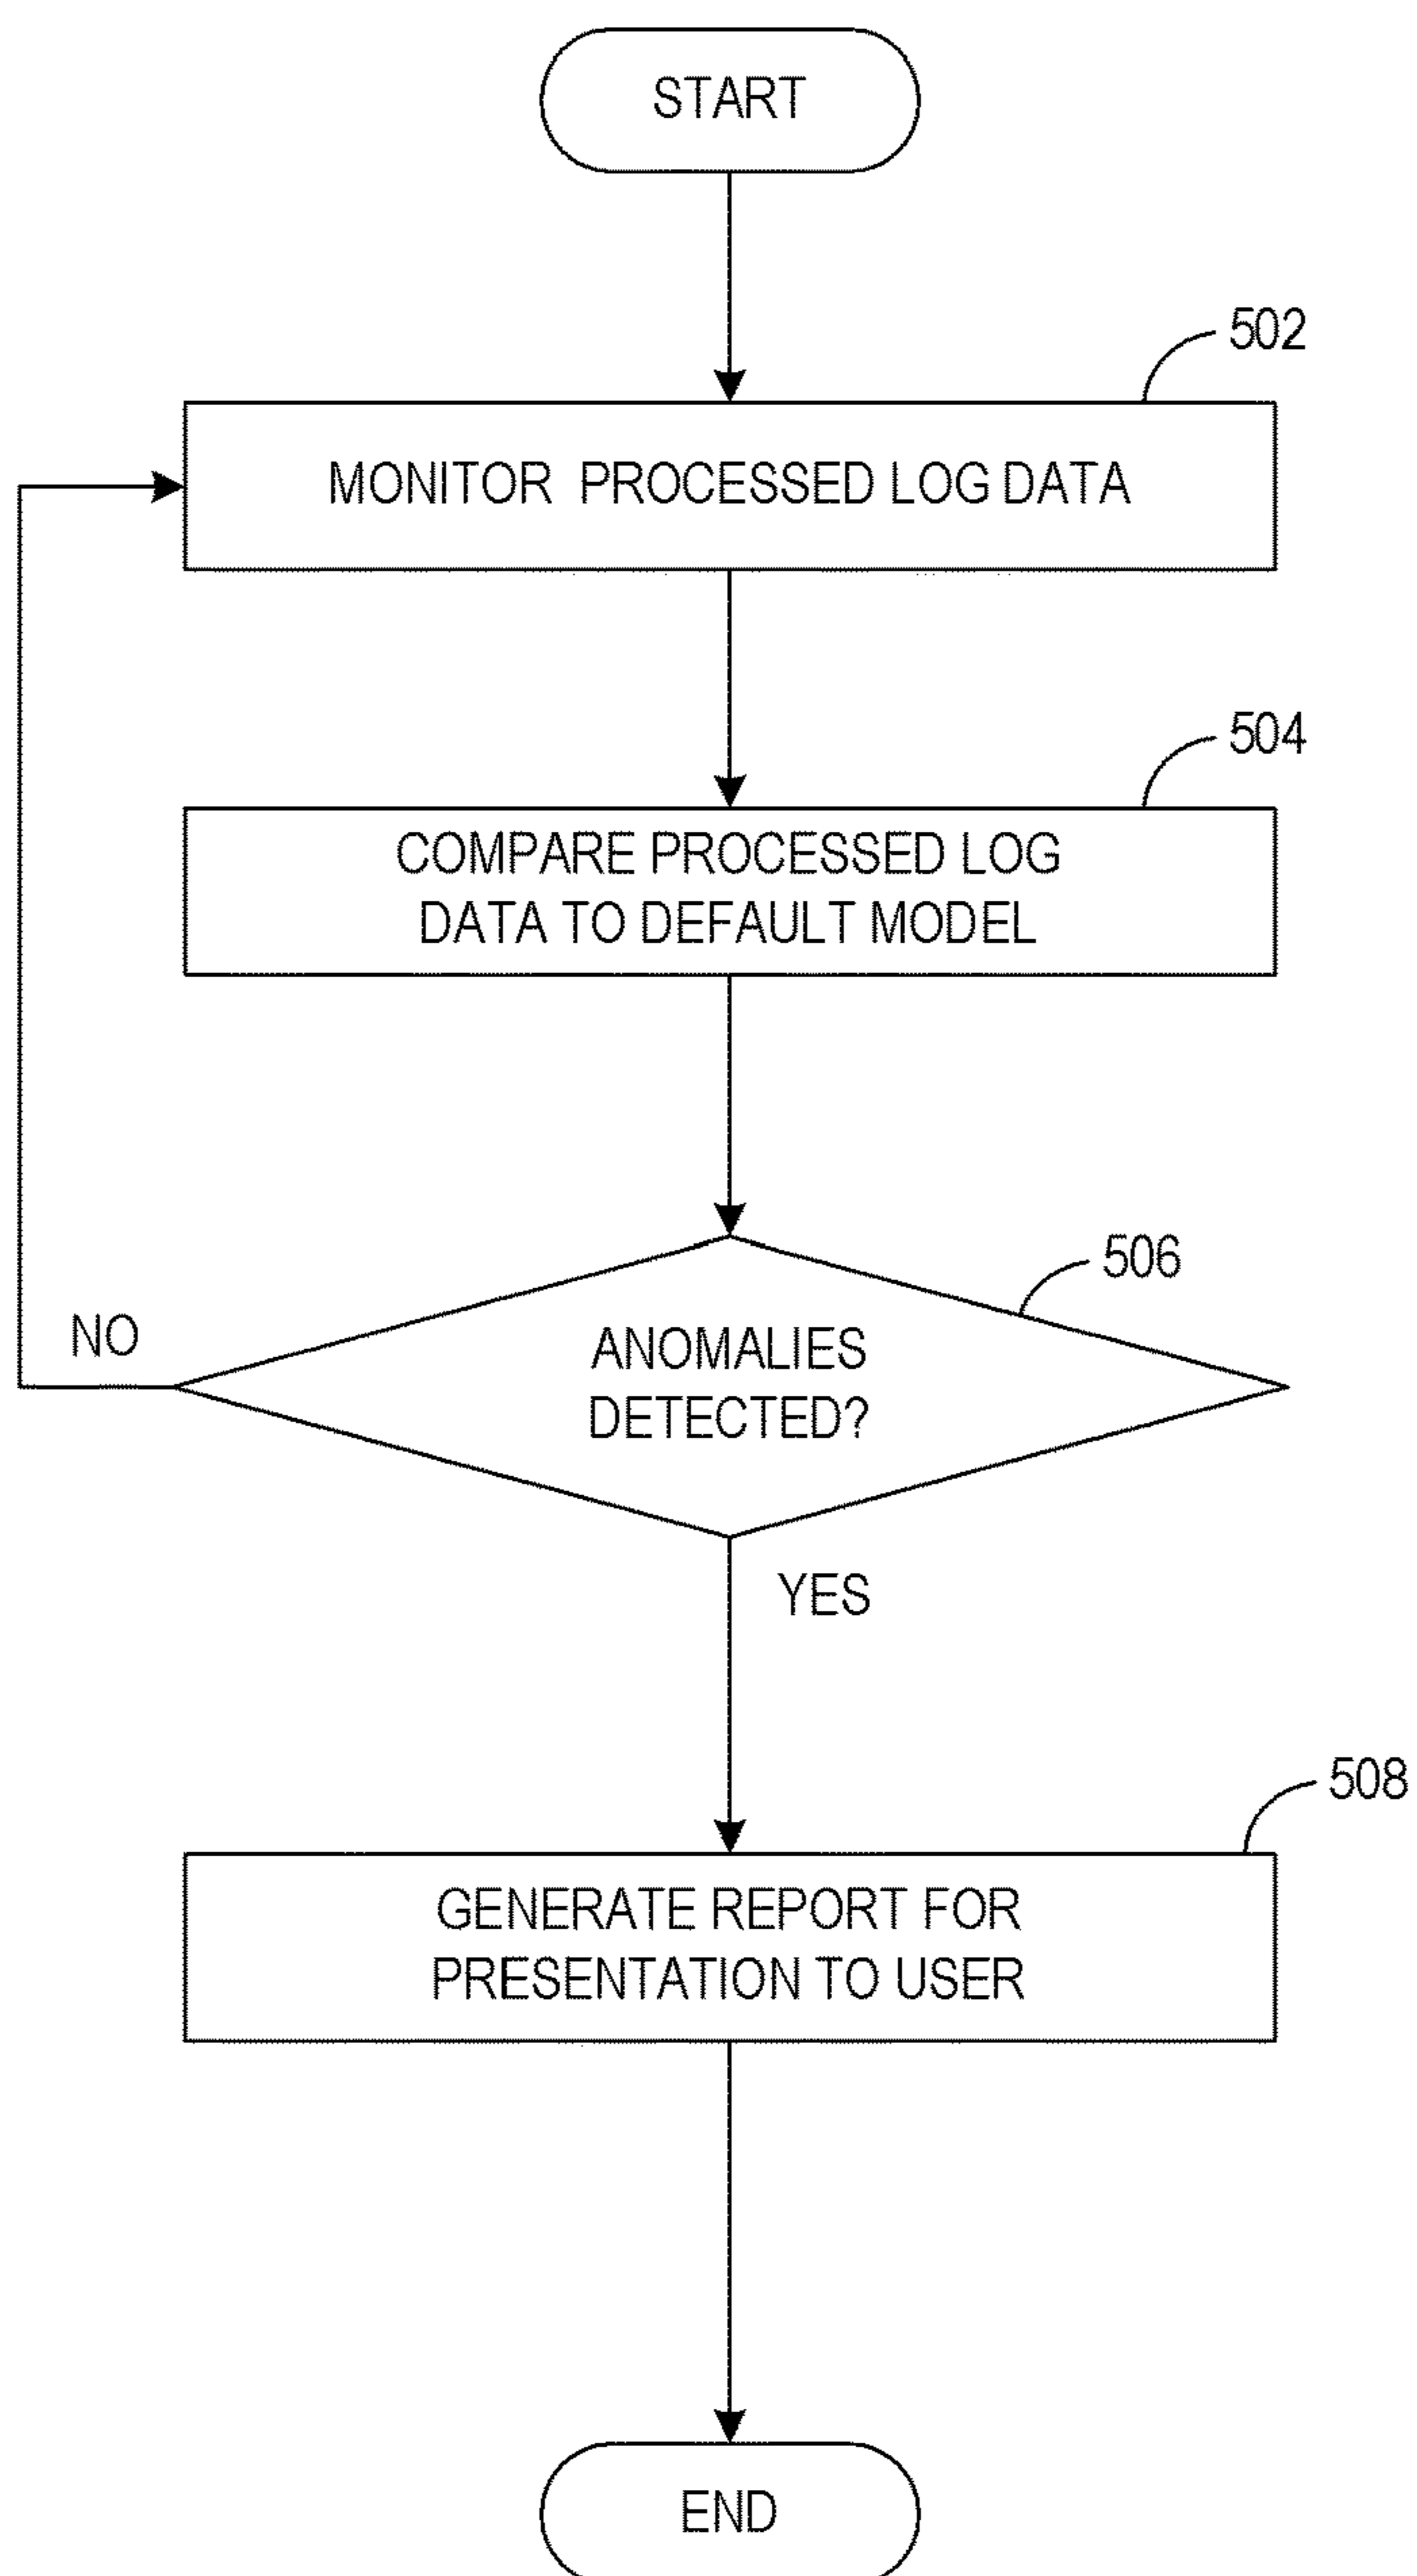 START
502
MONITOR PROCESSED LOG DATA
504
COMPARE PROCESSED LOG
DATA TO DEFAULT MODEL
506
ANOMALIES
DETECTED?
NO
YES
508
GENERATE REPORT FOR
PRESENTATION TO USER
END